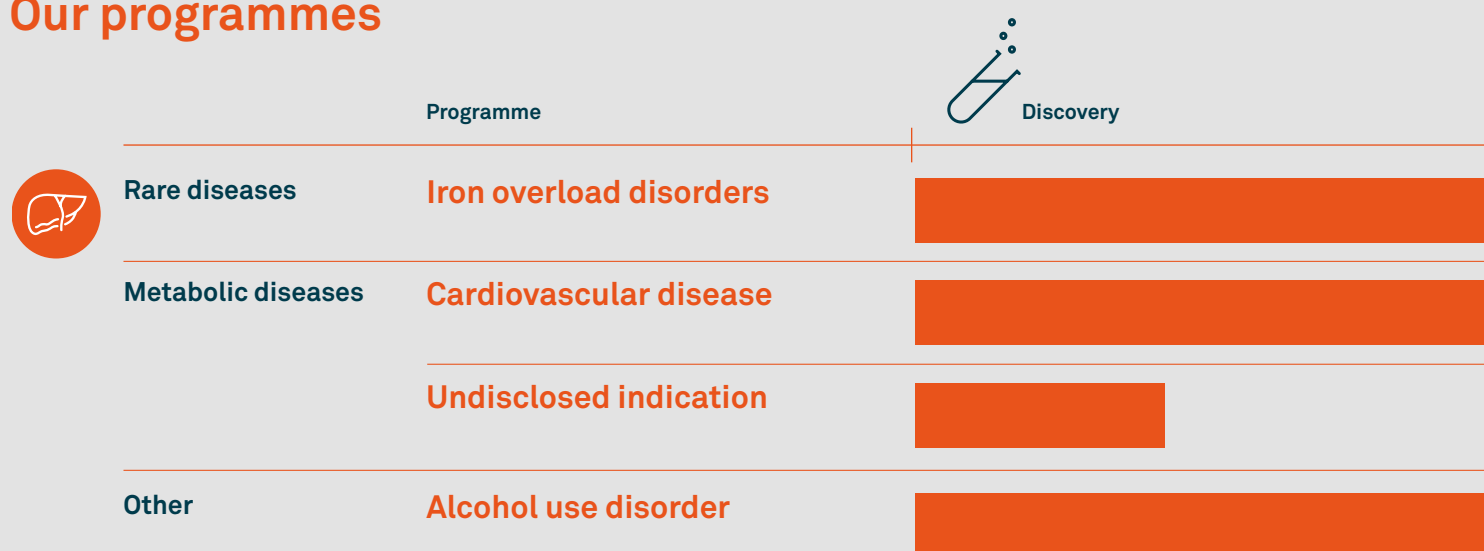 Our programmes
Programme
Discovery
Rare diseases
Iron overload disorders
Metabolic diseases
Cardiovascular disease
Undisclosed indication
Other
Alcohol use disorder